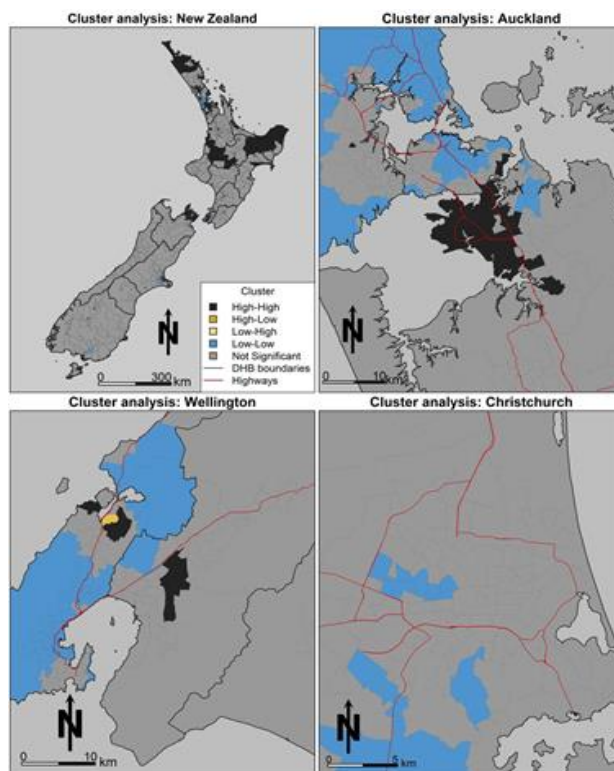 Cluster analysis: New Zealand
Cluster
High-High
High-Low
Low-High
Low-Low
Not Significant
DHB boundaries
Highways
N
0 300 km
Cluster analysis: Auckland
N
0 10 km
Cluster analysis: Wellington
N
0 10 km
Cluster analysis: Christchurch
N
0 5 km